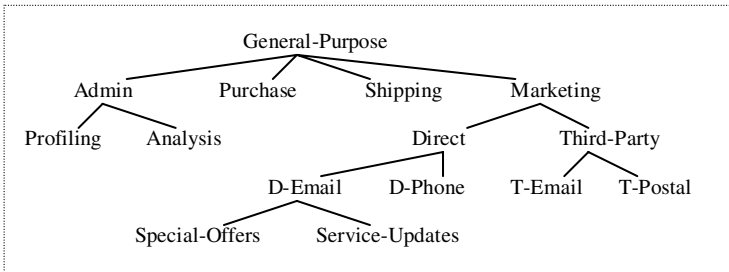 General-Purpose
Admin Purchase Shipping Marketing
Profiling Analysis Direct Third-Party
D-Email D-Phone T-Email T-Postal
Special-Offers Service-Updates